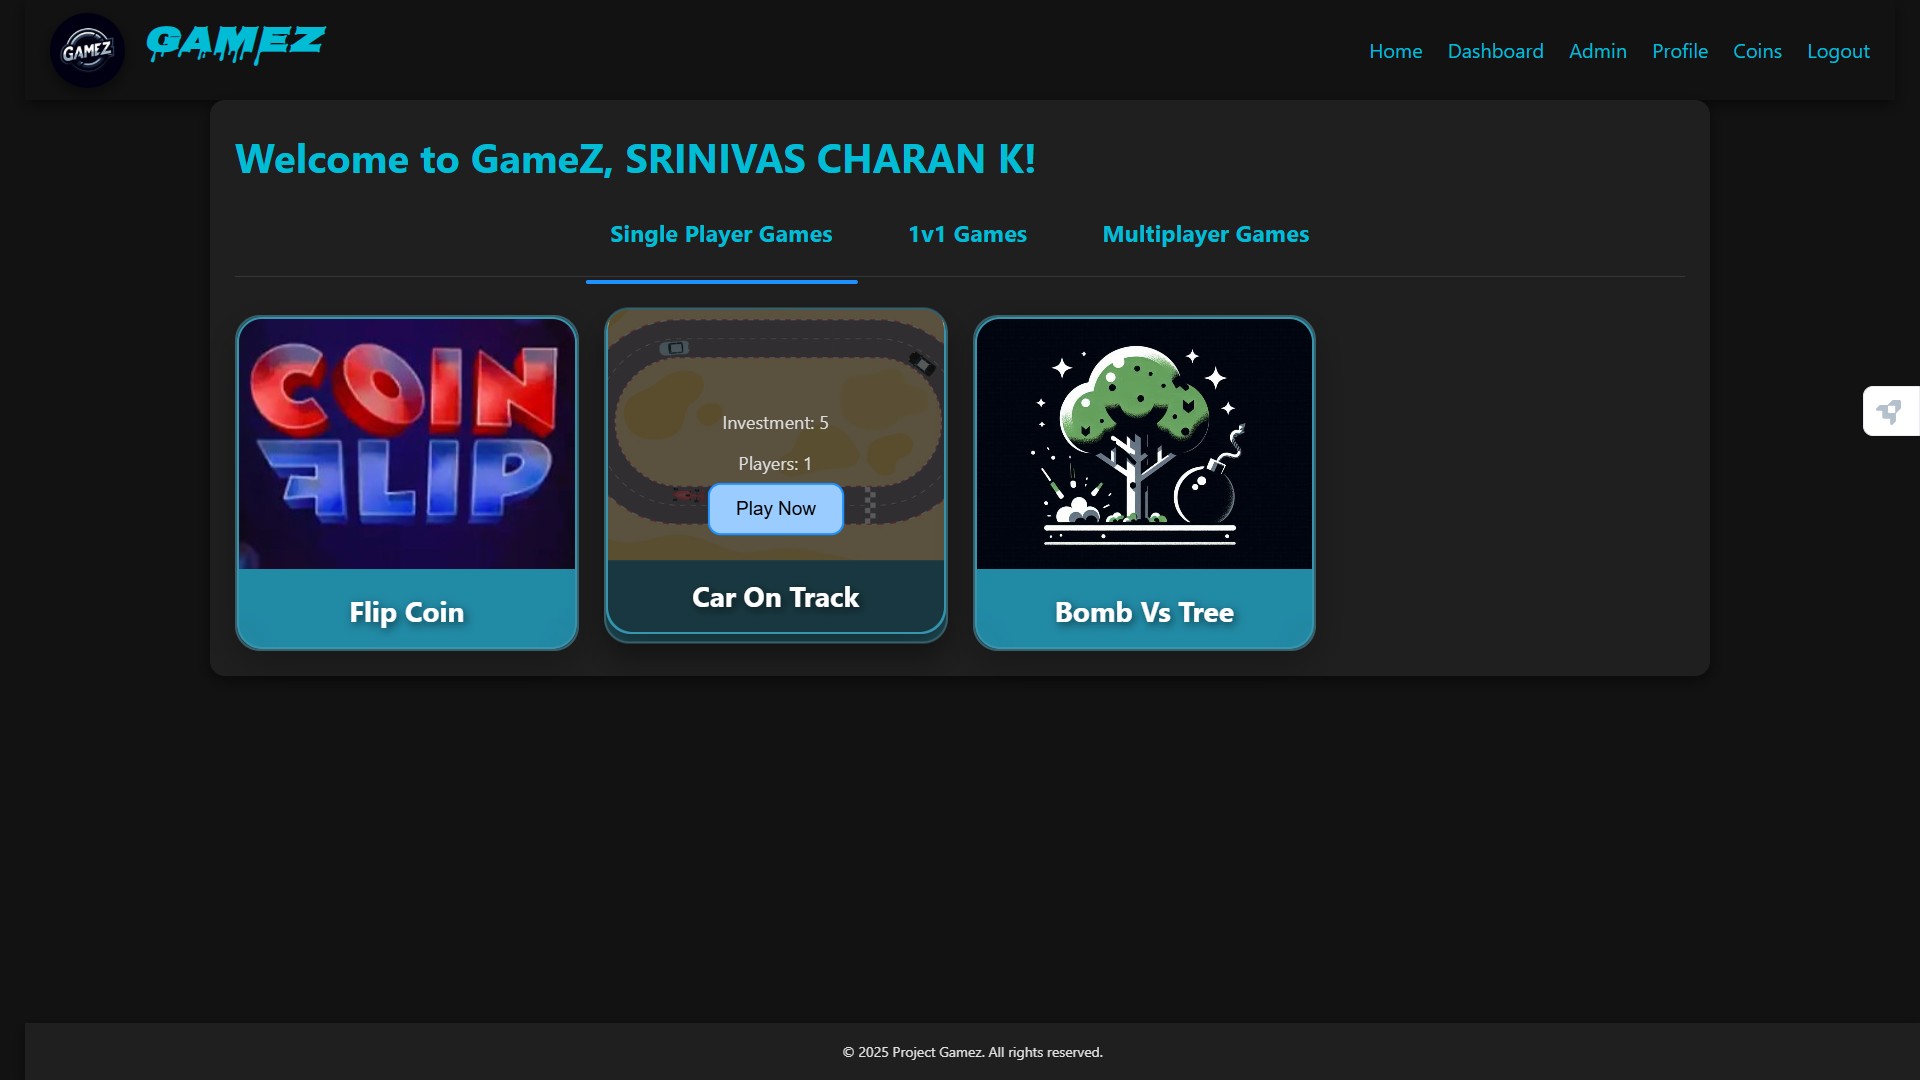 GAMEZ
GAMEZ
Home
Dashboard
Admin
Profile
Coins
Logout
Welcome to GameZ, SRINIVAS CHARAN K!
Single Player Games
1v1 Games
Multiplayer Games
COIN
FLIP
Flip Coin
Investment: 5
Players: 1
Play Now
Car On Track
Bomb Vs Tree
© 2025 Project Gamez. All rights reserved.